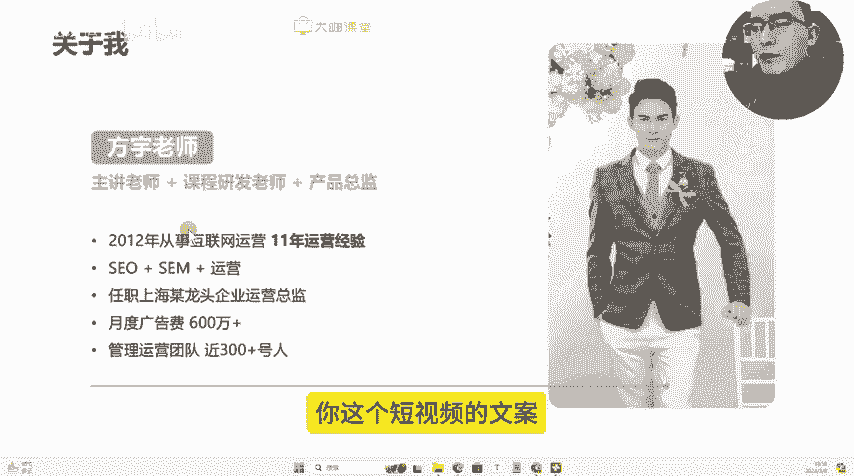 关于我
大咖课堂
方宇老师
主讲老师 + 课程研发老师 + 产品总监
• 2012年从事互联网运营 11年运营经验
• SEO + SEM + 运营
• 任职上海某龙头企业运营总监
• 月度广告费 600万+
• 管理运营团队 近300+号人
你这个短视频的文案
搜索